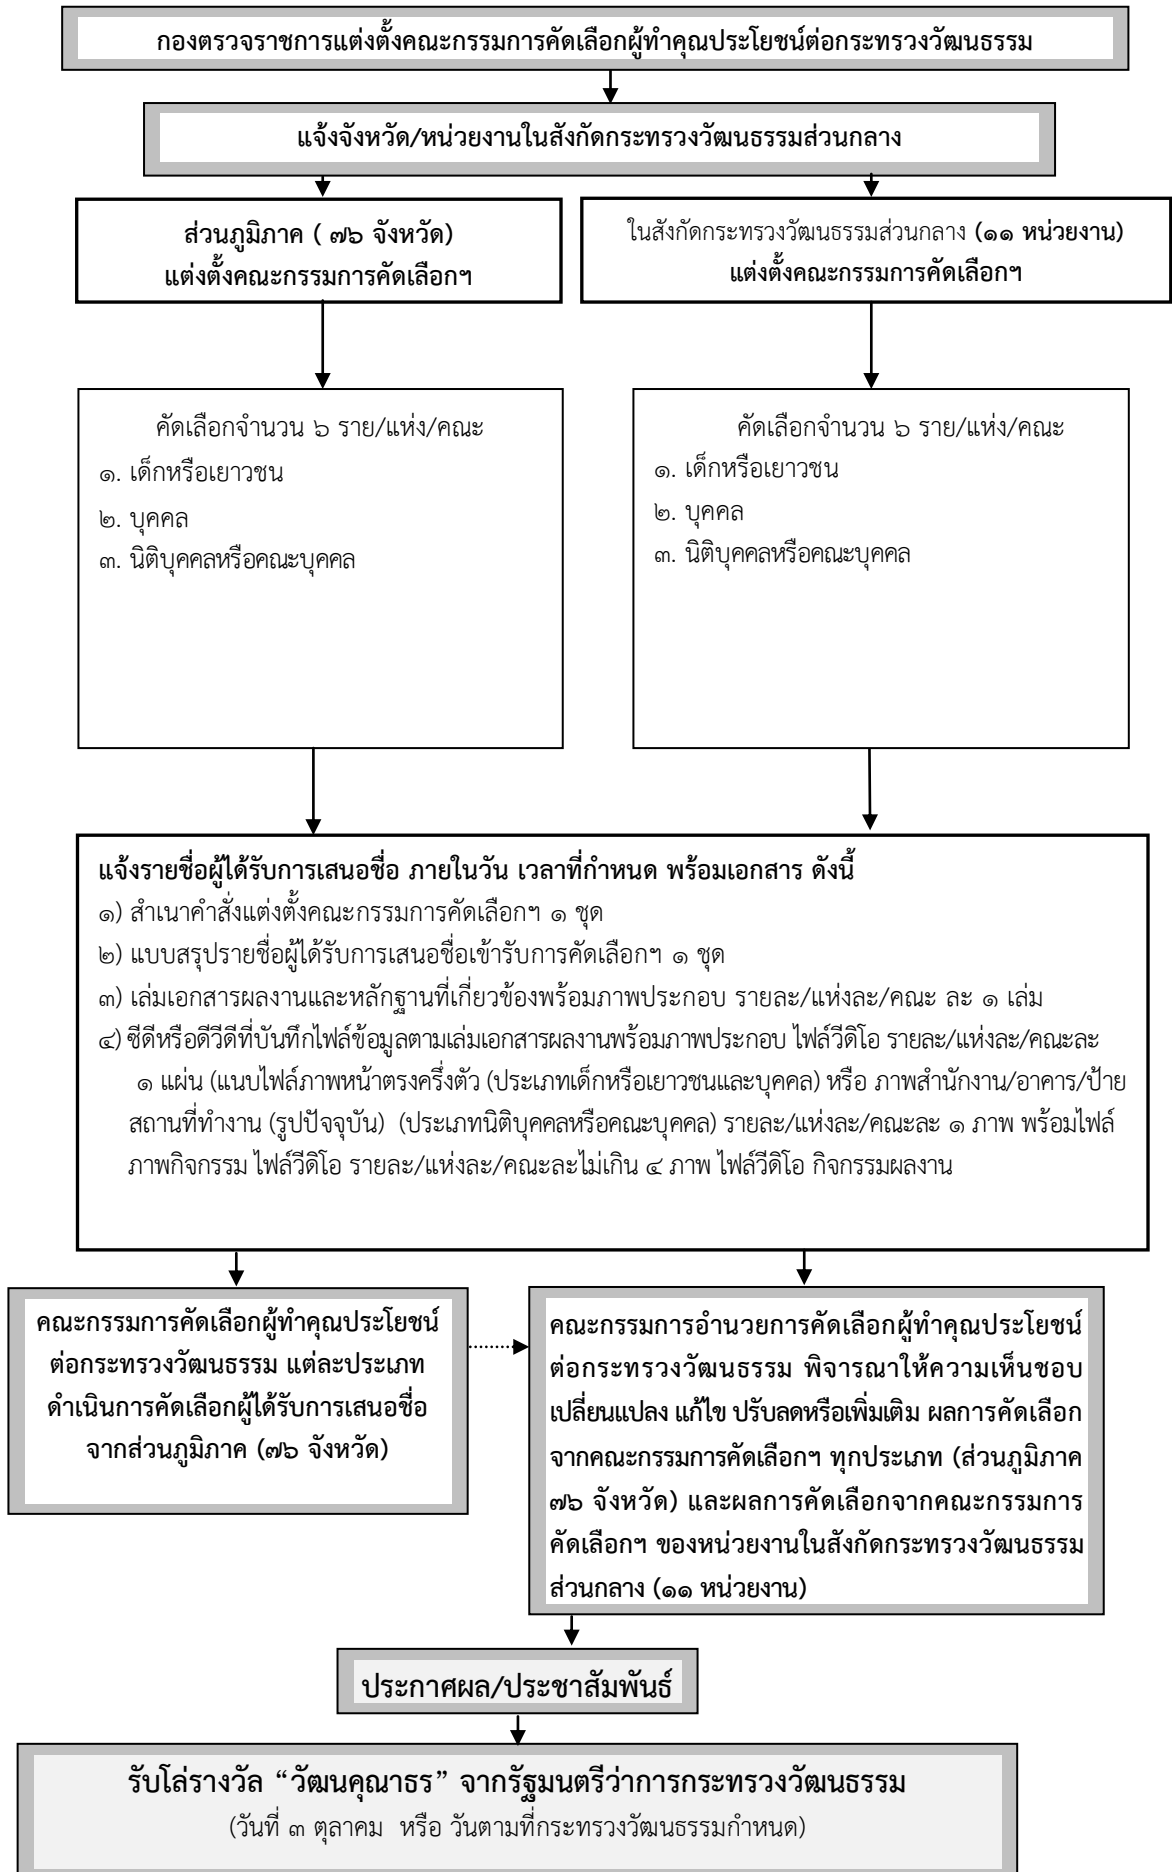 กองตรวจราชการแต่งตั้งคณะกรรมการคัดเลือกผู้ทำคุณประโยชน์ต่อกระทรวงวัฒนธรรม
แจ้งจังหวัด/หน่วยงานในสังกัดกระทรวงวัฒนธรรมส่วนกลาง
ส่วนภูมิภาค ( ๗๖ จังหวัด)
แต่งตั้งคณะกรรมการคัดเลือกฯ
ในสังกัดกระทรวงวัฒนธรรมส่วนกลาง (๑๑ หน่วยงาน)
แต่งตั้งคณะกรรมการคัดเลือกฯ
คัดเลือกจำนวน ๖ ราย/แห่ง/คณะ
๑. เด็กหรือเยาวชน
๒. บุคคล
๓. นิติบุคคลหรือคณะบุคคล
คัดเลือกจำนวน ๖ ราย/แห่ง/คณะ
๑. เด็กหรือเยาวชน
๒. บุคคล
๓. นิติบุคคลหรือคณะบุคคล
แจ้งรายชื่อผู้ได้รับการเสนอชื่อ ภายในวัน เวลาที่กำหนด พร้อมเอกสาร ดังนี้
๑) สำเนาคำสั่งแต่งตั้งคณะกรรมการคัดเลือกฯ ๑ ชุด
๒) แบบสรุปรายชื่อผู้ได้รับการเสนอชื่อเข้ารับการคัดเลือกฯ ๑ ชุด
๓) เล่มเอกสารผลงานและหลักฐานที่เกี่ยวข้องพร้อมภาพประกอบ รายละ/แห่งละ/คณะ ละ ๑ เล่ม
๔) ซีดีหรือดีวีดีที่บันทึกไฟล์ข้อมูลตามเล่มเอกสารผลงานพร้อมภาพประกอบ ไฟล์วีดิโอ รายละ/แห่งละ/คณะละ
๑ แผ่น (แนบไฟล์ภาพหน้าตรงครึ่งตัว (ประเภทเด็กหรือเยาวชนและบุคคล) หรือ ภาพสำนักงาน/อาคาร/ป้าย
สถานที่ทำงาน (รูปปัจจุบัน) (ประเภทนิติบุคคลหรือคณะบุคคล) รายละ/แห่งละ/คณะละ ๑ ภาพ พร้อมไฟล์
ภาพกิจกรรม ไฟล์วีดิโอ รายละ/แห่งละ/คณะละไม่เกิน ๔ ภาพ ไฟล์วีดิโอ กิจกรรมผลงาน
คณะกรรมการคัดเลือกผู้ทำคุณประโยชน์
ต่อกระทรวงวัฒนธรรม แต่ละประเภท
ดำเนินการคัดเลือกผู้ได้รับการเสนอชื่อ
จากส่วนภูมิภาค (๗๖ จังหวัด)
คณะกรรมการอำนวยการคัดเลือกผู้ทำคุณประโยชน์
ต่อกระทรวงวัฒนธรรม พิจารณาให้ความเห็นชอบ
เปลี่ยนแปลง แก้ไข ปรับลดหรือเพิ่มเติม ผลการคัดเลือก
จากคณะกรรมการคัดเลือกฯ ทุกประเภท (ส่วนภูมิภาค
๗๖ จังหวัด) และผลการคัดเลือกจากคณะกรรมการ
คัดเลือกฯ ของหน่วยงานในสังกัดกระทรวงวัฒนธรรม
ส่วนกลาง (๑๑ หน่วยงาน)
ประกาศผล/ประชาสัมพันธ์
รับโล่รางวัล “วัฒนคุณาธร” จากรัฐมนตรีว่าการกระทรวงวัฒนธรรม
(วันที่ ๓ ตุลาคม หรือ วันตามที่กระทรวงวัฒนธรรมกำหนด)